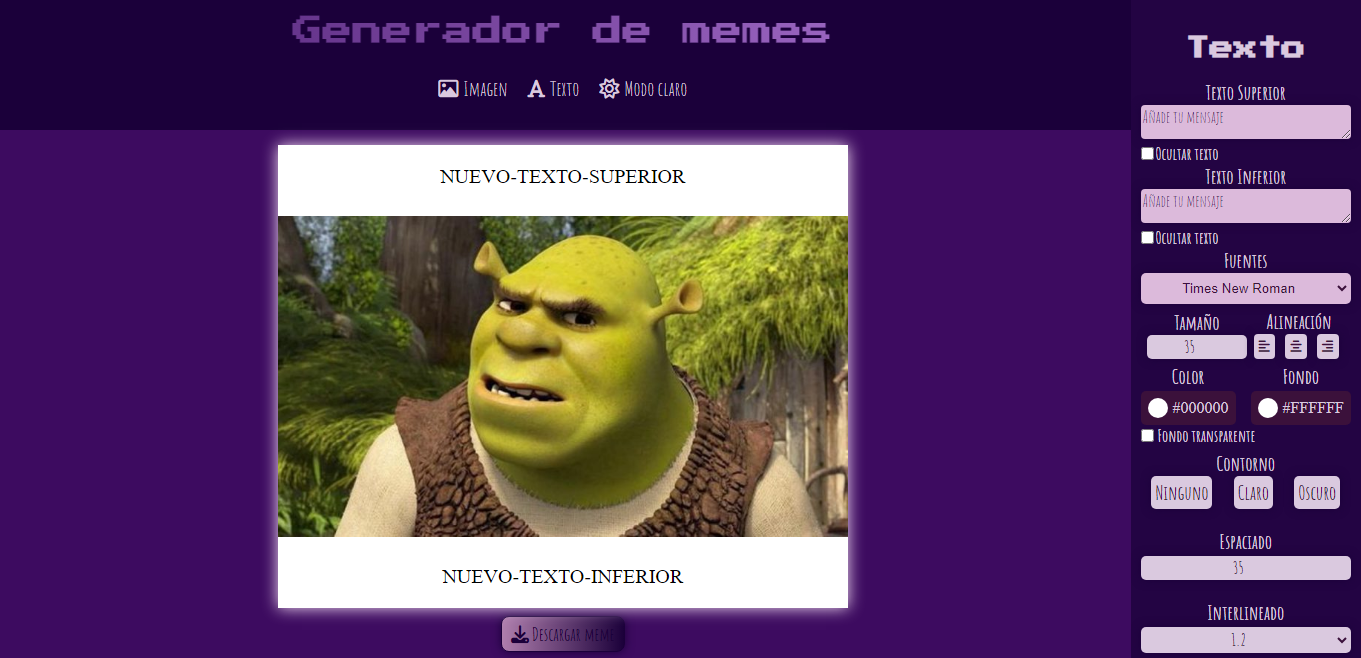 Generador de memes
Imagen Texto Modo claro
NUEVO-TEXTO-SUPERIOR
NUEVO-TEXTO-INFERIOR
Descargar meme
Texto
Texto Superior
Añade tu mensaje
Ocultar texto
Texto Inferior
Añade tu mensaje
Ocultar texto
Fuentes
Times New Roman
Tamaño Alineación
35
Color Fondo
#000000 #FFFFFF
Fondo transparente
Contorno
Ninguno Claro Oscuro
Espaciado
35
Interlineado
1.2